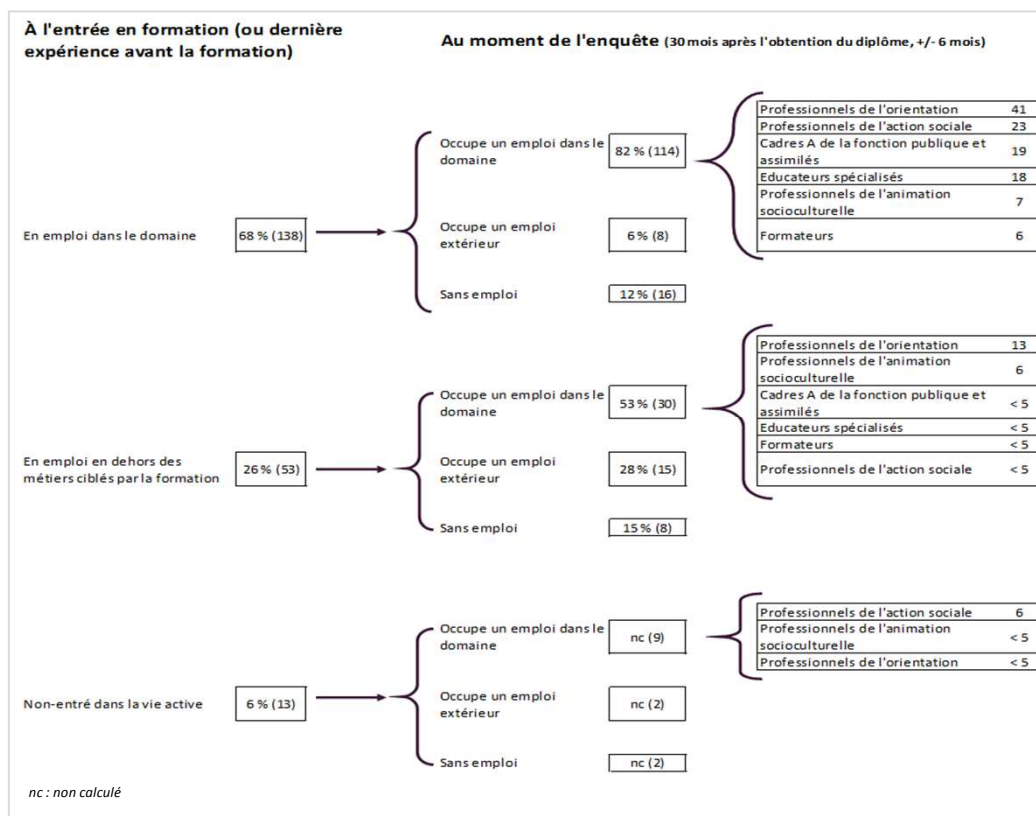 À l'entrée en formation (ou dernière
expérience avant la formation)
Au moment de l'enquête (30 mois après l'obtention du diplôme, +/- 6 mois)
En emploi dans le domaine
68 % (138)
Occupe un emploi dans le
domaine
82 % (114)
Professionnels de l'orientation 41
Professionnels de l'action sociale 23
Cadres A de la fonction publique et
assimilés 19
Educateurs spécialisés 18
Professionnels de l'animation
socioculturelle 7
Formateurs 6
Occupe un emploi
extérieur
6 % (8)
Sans emploi
12 % (16)
En emploi en dehors des
métiers ciblés par la formation
26 % (53)
Occupe un emploi dans le
domaine
53 % (30)
Professionnels de l'orientation 13
Professionnels de l'animation
socioculturelle 6
Cadres A de la fonction publique et
assimilés < 5
Educateurs spécialisés < 5
Formateurs < 5
Professionnels de l'action sociale < 5
Occupe un emploi
extérieur
28 % (15)
Sans emploi
15 % (8)
Non-entré dans la vie active
6 % (13)
Occupe un emploi dans le
domaine
nc (9)
Professionnels de l'action sociale 6
Professionnels de l'animation
socioculturelle < 5
Professionnels de l'orientation < 5
Occupe un emploi
extérieur
nc (2)
Sans emploi
nc (2)
nc : non calculé